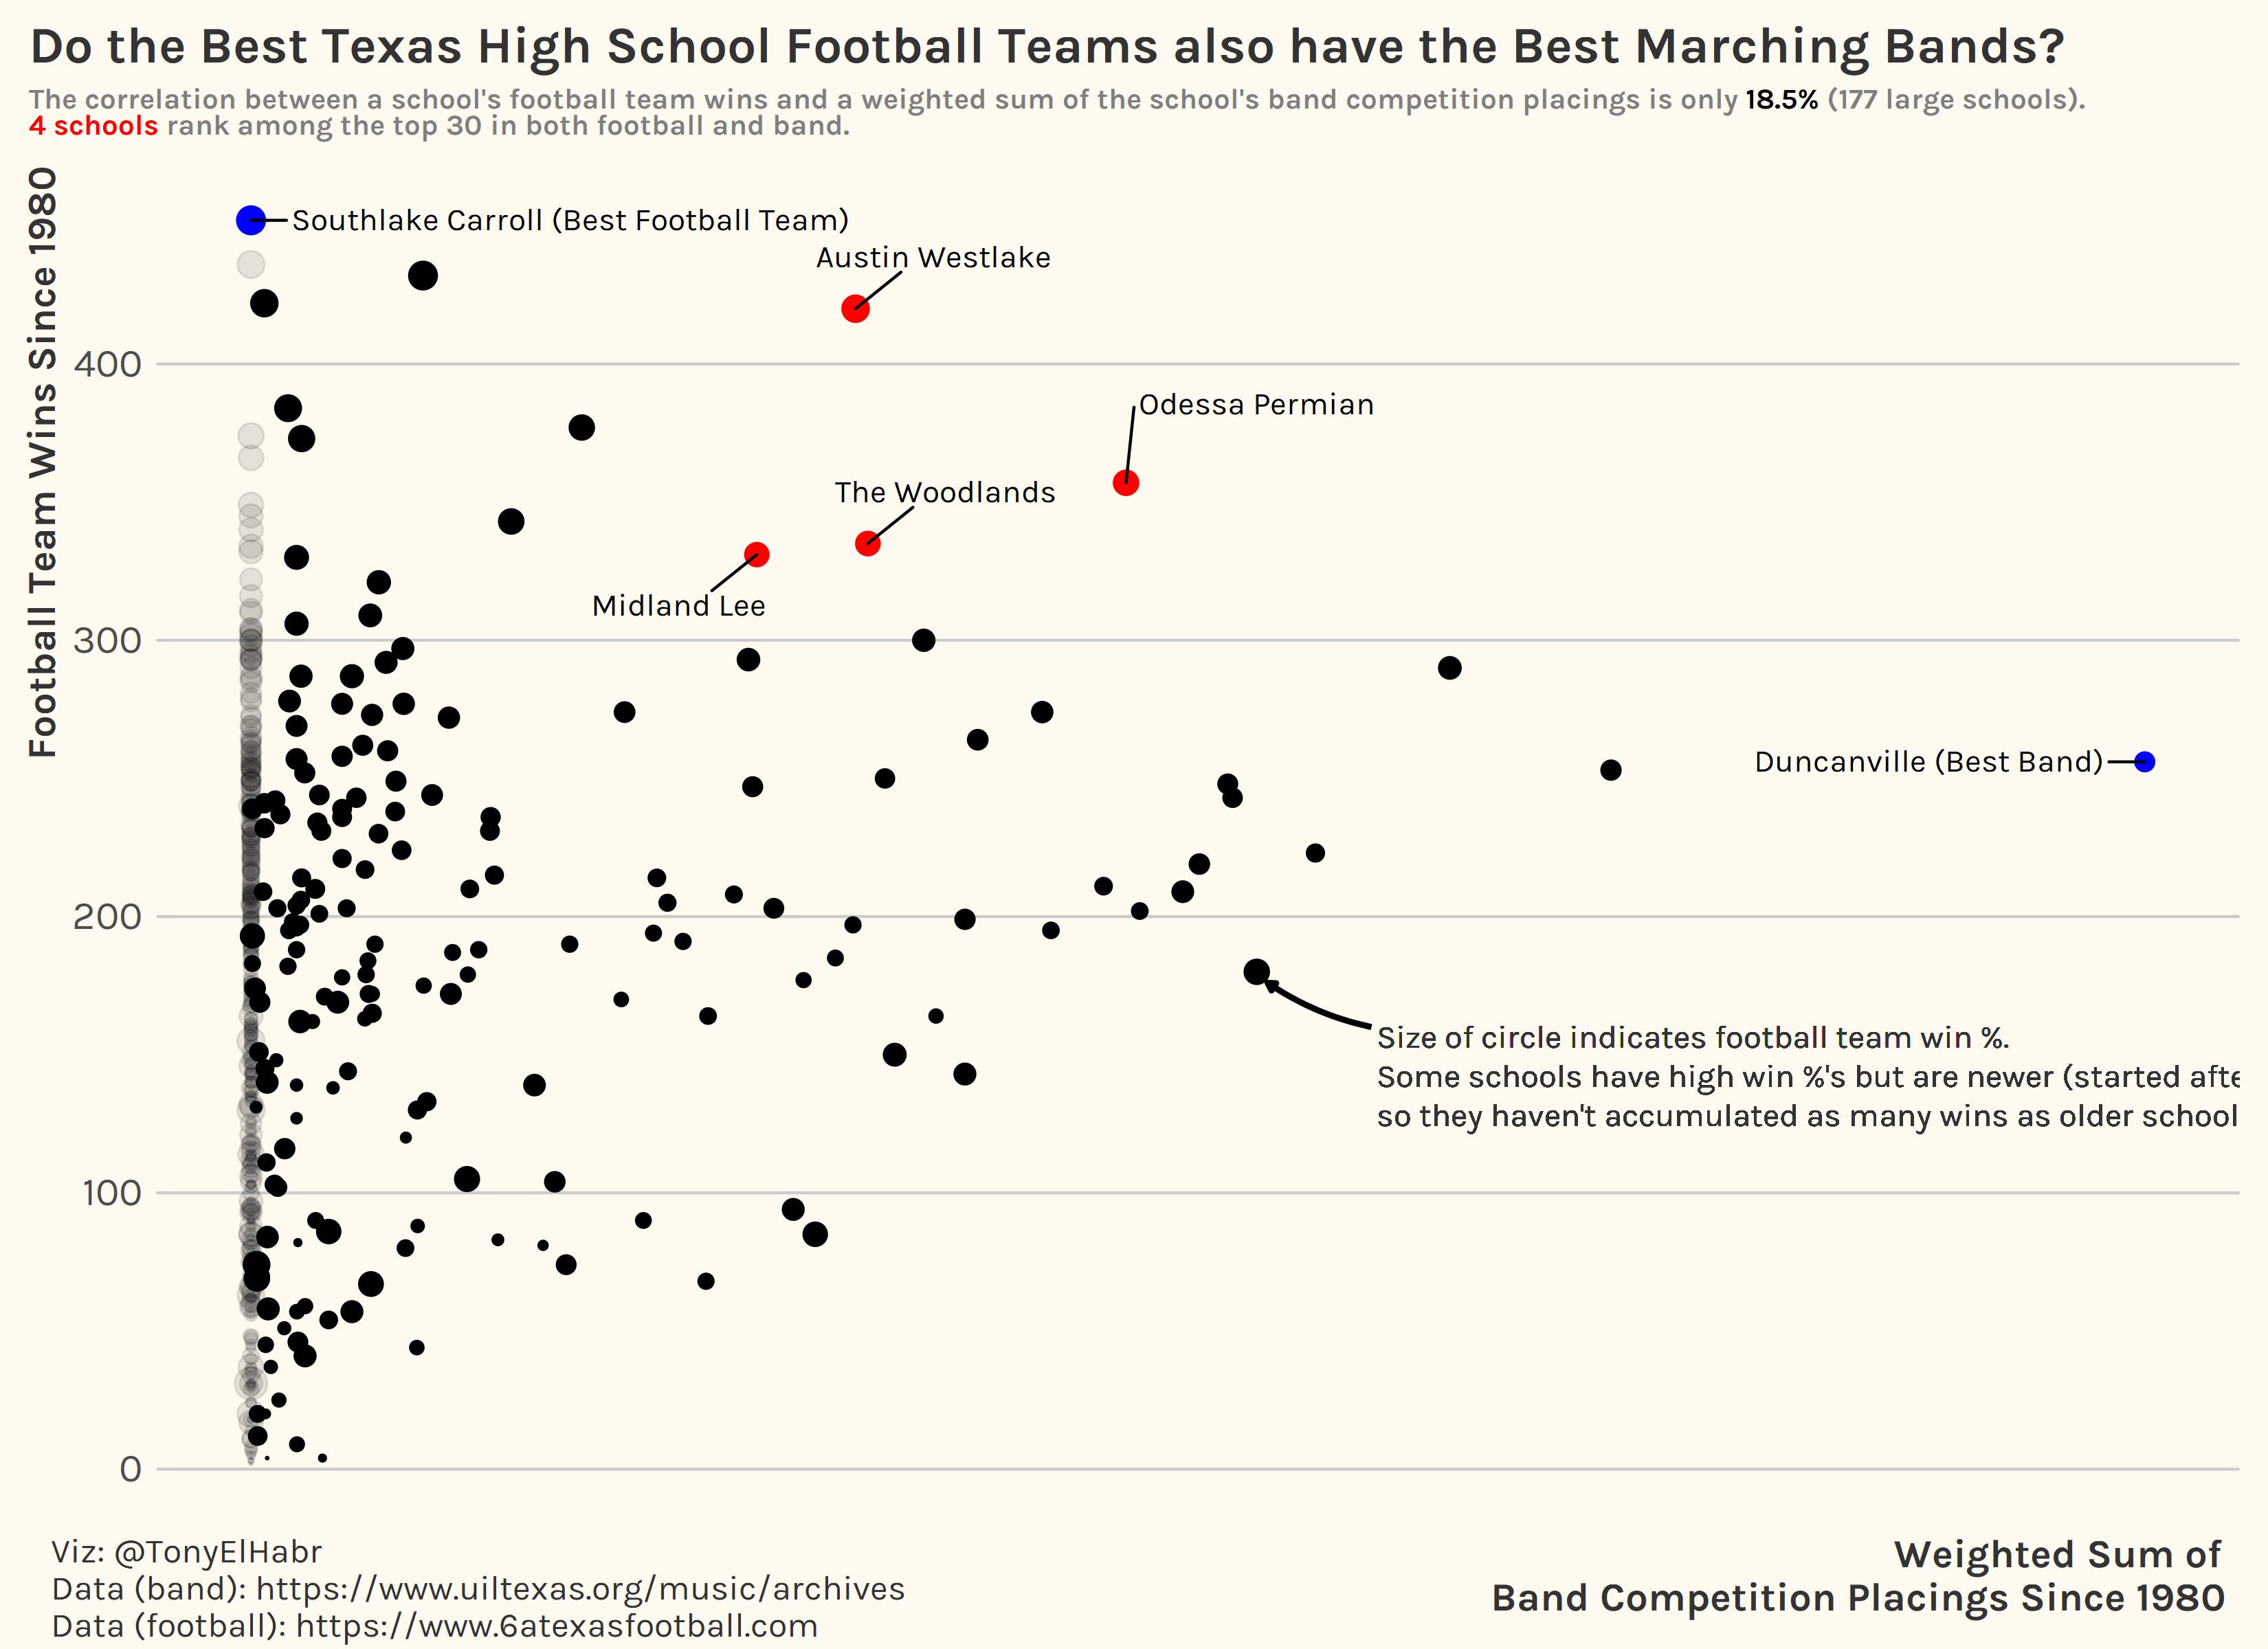 Do the Best Texas High School Football Teams also have the Best Marching Bands?
The correlation between a school's football team wins and a weighted sum of the school's band competition placings is only 18.5% (177 large schools).
4 schools rank among the top 30 in both football and band.
Football Team Wins Since 1980
Southlake Carroll (Best Football Team)
Austin Westlake
400
Odessa Permian
The Woodlands
Midland Lee
300
Duncanville (Best Band)
200
Size of circle indicates football team win %.
Some schools have high win %'s but are newer (started afte
so they haven't accumulated as many wins as older school
100
0
Viz: @TonyElHabr
Data (band): https://www.uiltexas.org/music/archives
Data (football): https://www.6atexasfootball.com
Weighted Sum of
Band Competition Placings Since 1980